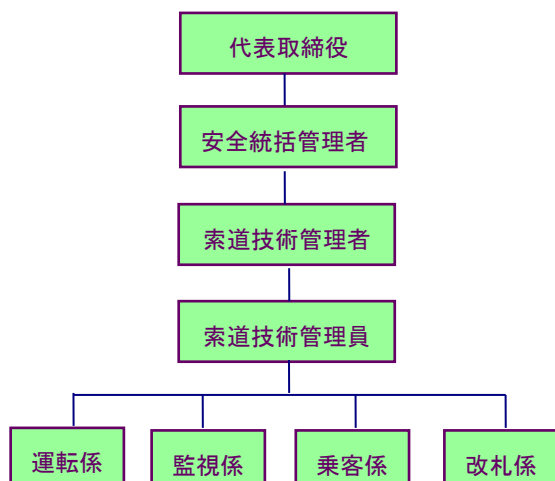 代表取締役
安全統括管理者
索道技術管理者
索道技術管理員
運転係
監視係
乗客係
改札係